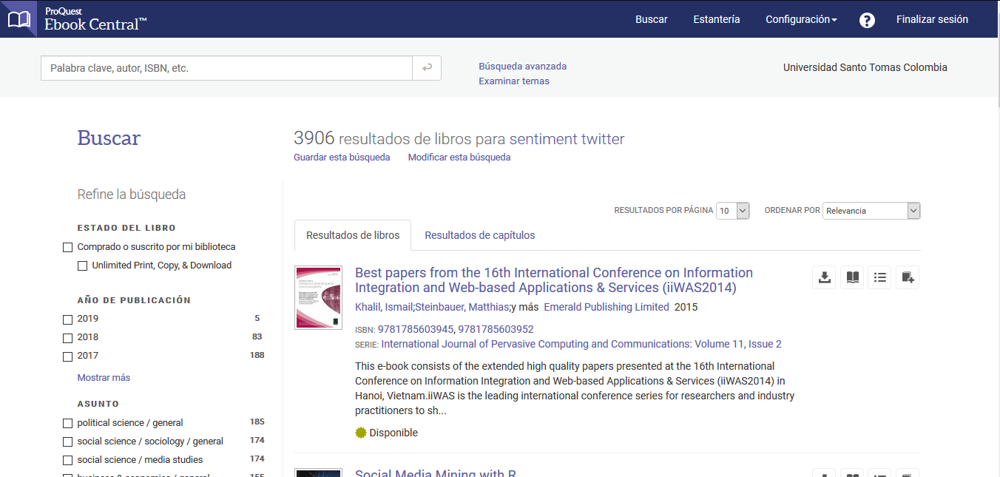 ProQuest
Ebook Central™
Buscar
Estantería
Configuración
?
Finalizar sesión
Palabra clave, autor, ISBN, etc.
Búsqueda avanzada
Examinar temas
Universidad Santo Tomas Colombia
Buscar
3906 resultados de libros para sentiment twitter
Guardar esta búsqueda
Modificar esta búsqueda
Refine la búsqueda
ESTADO DEL LIBRO
Comprado o suscrito por mi biblioteca
Unlimited Print, Copy, & Download
AÑO DE PUBLICACIÓN
2019 5
2018 83
2017 188
Mostrar más
ASUNTO
political science / general 185
social science / sociology / general 174
social science / media studies 174
business & economics / general 155
RESULTADOS POR PÁGINA 10
ORDENAR POR Relevancia
Resultados de libros
Resultados de capítulos
Best papers from the 16th International Conference on Information
Integration and Web-based Applications & Services (iiWAS2014)
Khalil, Ismail;Steinbauer, Matthias;y más Emerald Publishing Limited 2015
ISBN: 9781785603945, 9781785603952
SERIE: International Journal of Pervasive Computing and Communications: Volume 11, Issue 2
This e-book consists of the extended high quality papers presented at the 16th International
Conference on Information Integration and Web-based Applications & Services (iiWAS2014) in
Hanoi, Vietnam.iiWAS is the leading international conference series for researchers and industry
practitioners to sh...
Disponible
Social Media Mining with R